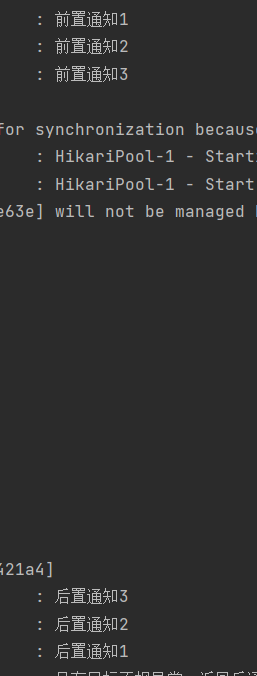 : 前置通知1
: 前置通知2
: 前置通知3
for synchronization because
: HikariPool-1 - Start
: HikariPool-1 - Start
e63e] will not be managed
421a4]
: 后置通知3
: 后置通知2
: 后置通知1